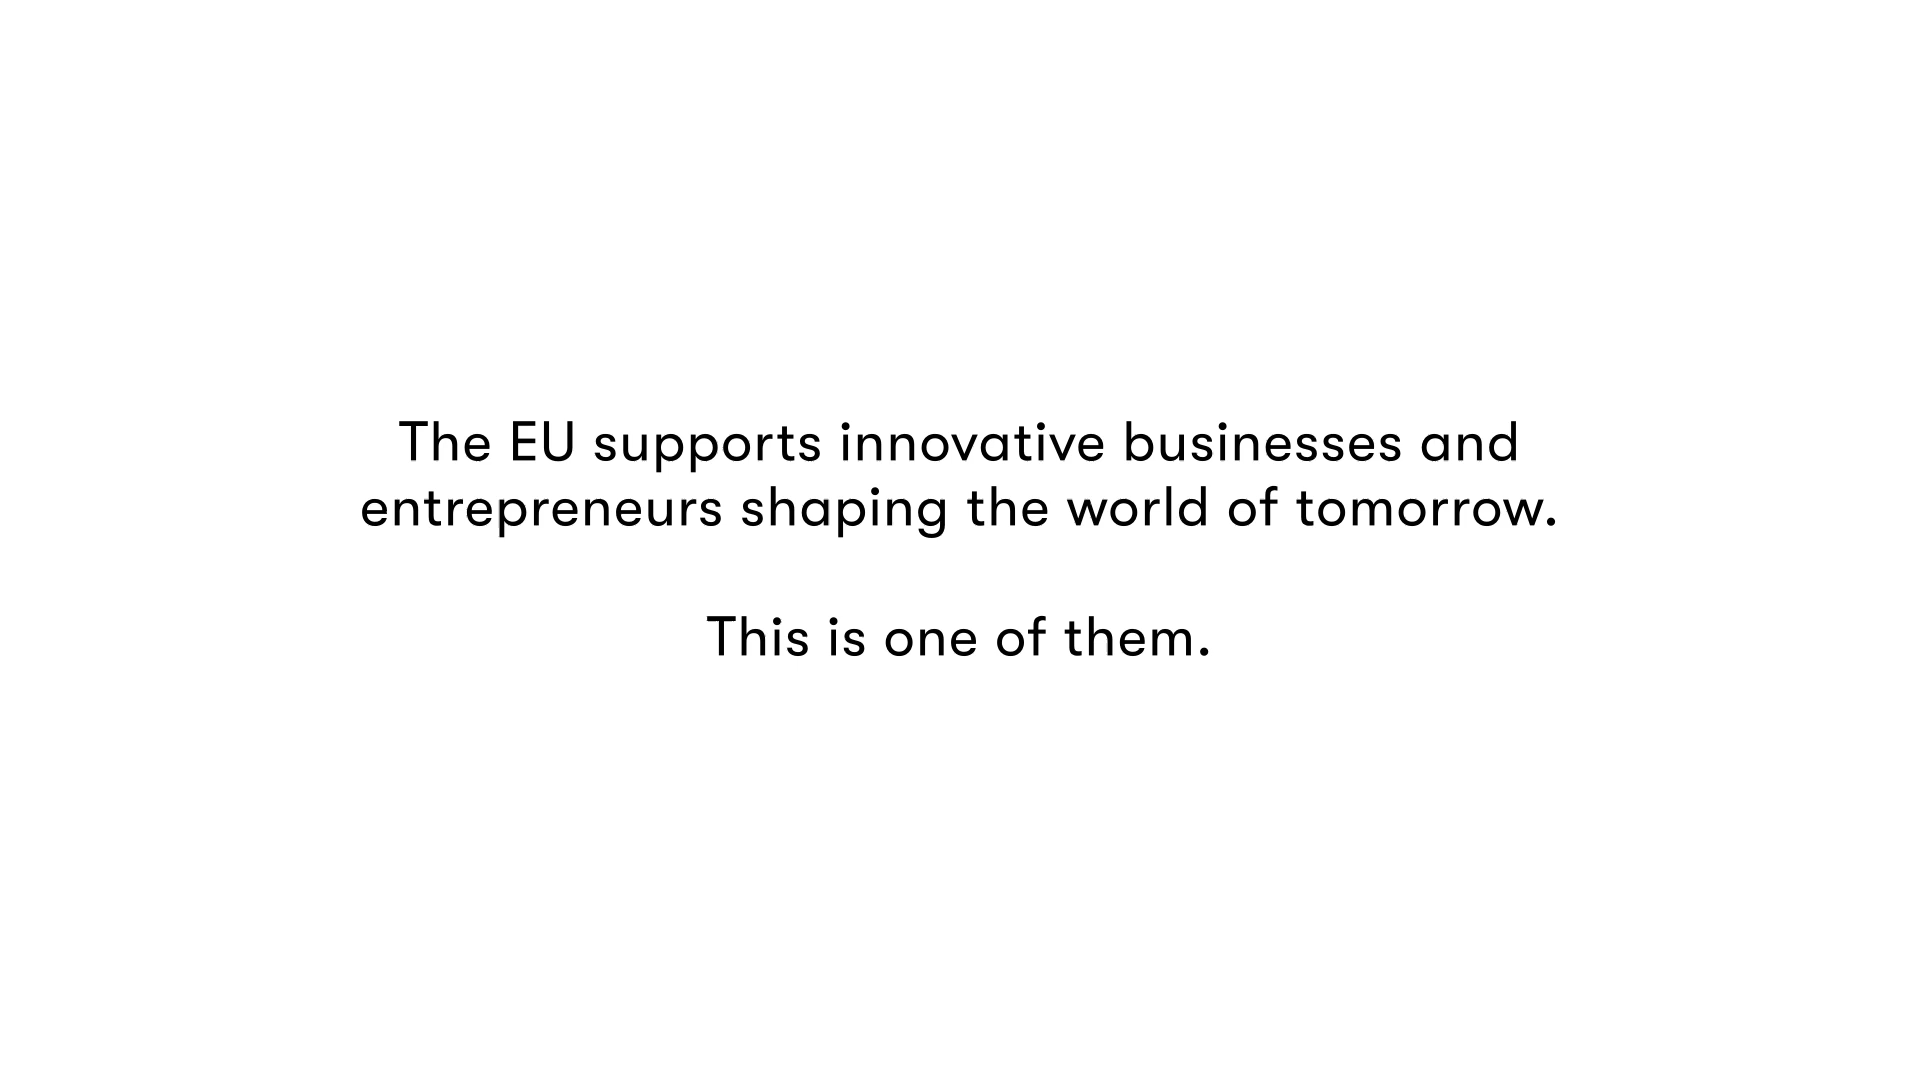 The EU supports innovative businesses and
entrepreneurs shaping the world of tomorrow.
This is one of them.